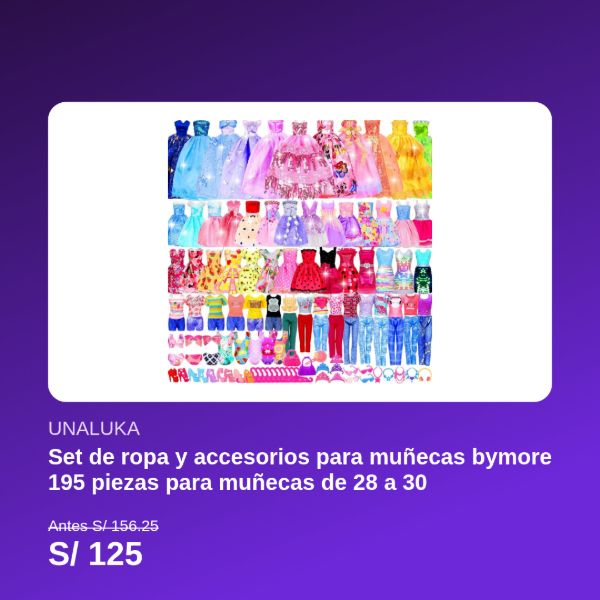 UNALUKA
Set de ropa y accesorios para muñecas bymore
195 piezas para muñecas de 28 a 30
Antes S/ 156.25
S/ 125